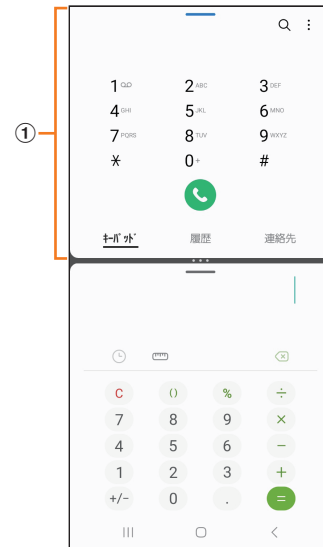 ①
1 2 ABC 3 DEF
4 GHI 5 JKL 6 MNO
7 PQRS 8 TUV 9 WXYZ
* 0 + #
ｷｰﾊﾟｯﾄﾞ 履歴 連絡先
C () % ÷
7 8 9 ×
4 5 6 −
1 2 3 +
+/− 0 . =